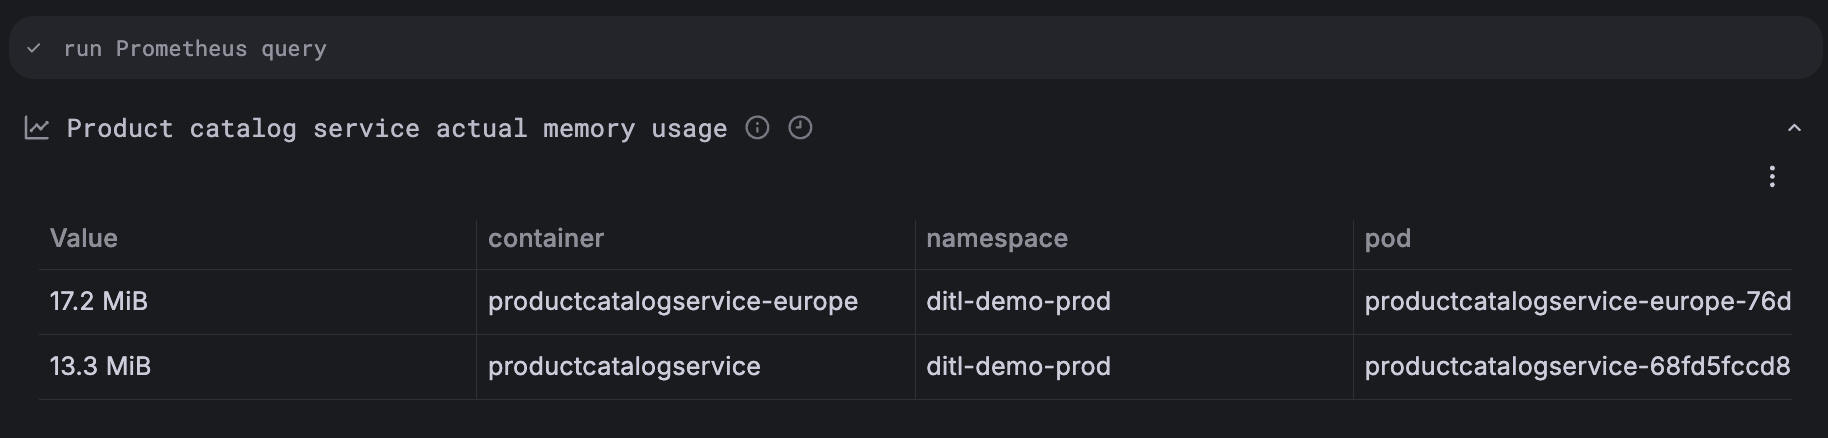 run Prometheus query
Product catalog service actual memory usage
Value container namespace pod
17.2 MiB productcatalogservice-europe ditl-demo-prod productcatalogservice-europe-76d
13.3 MiB productcatalogservice ditl-demo-prod productcatalogservice-68fd5fccd8